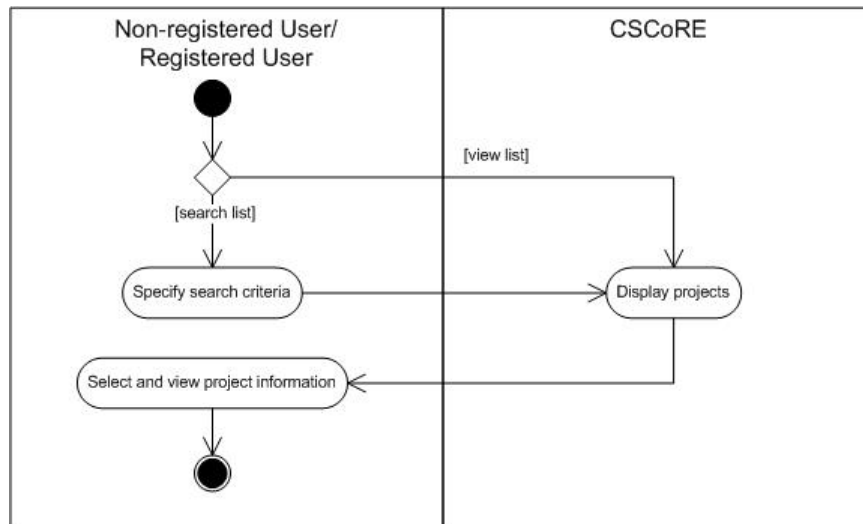 Non-registered User/
Registered User
CSCoRE
[view list]
[search list]
Specify search criteria
Display projects
Select and view project information